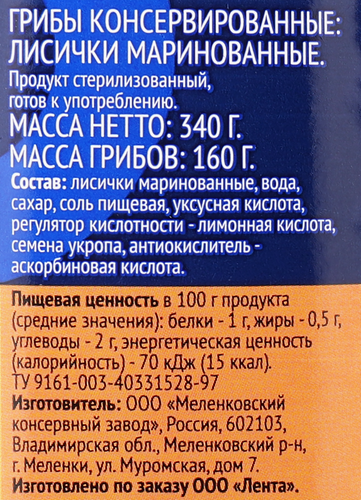 ГРИБЫ КОНСЕРВИРОВАННЫЕ:
ЛИСИЧКИ МАРИНОВАННЫЕ.
Продукт стерилизованный,
готов к употреблению.
МАССА НЕТТО: 340 Г.
МАССА ГРИБОВ: 160 Г.
Состав: лисички маринованные, вода,
сахар, соль пищевая, уксусная кислота,
регулятор кислотности - лимонная кислота,
семена укропа, антиокислитель -
аскорбиновая кислота.
Пищевая ценность в 100 г продукта
(средние значения): белки - 1 г, жиры - 0,5 г,
углеводы - 2 г, энергетическая ценность
(калорийность) - 70 кДж (15 ккал).
ТУ 9161-003-40331528-97
Изготовитель: ООО «Меленковский
консервный завод», Россия, 602103,
Владимирская обл., Меленковский р-н,
г. Меленки, ул. Муромская, дом 7.
Изготовлено по заказу ООО «Лента».